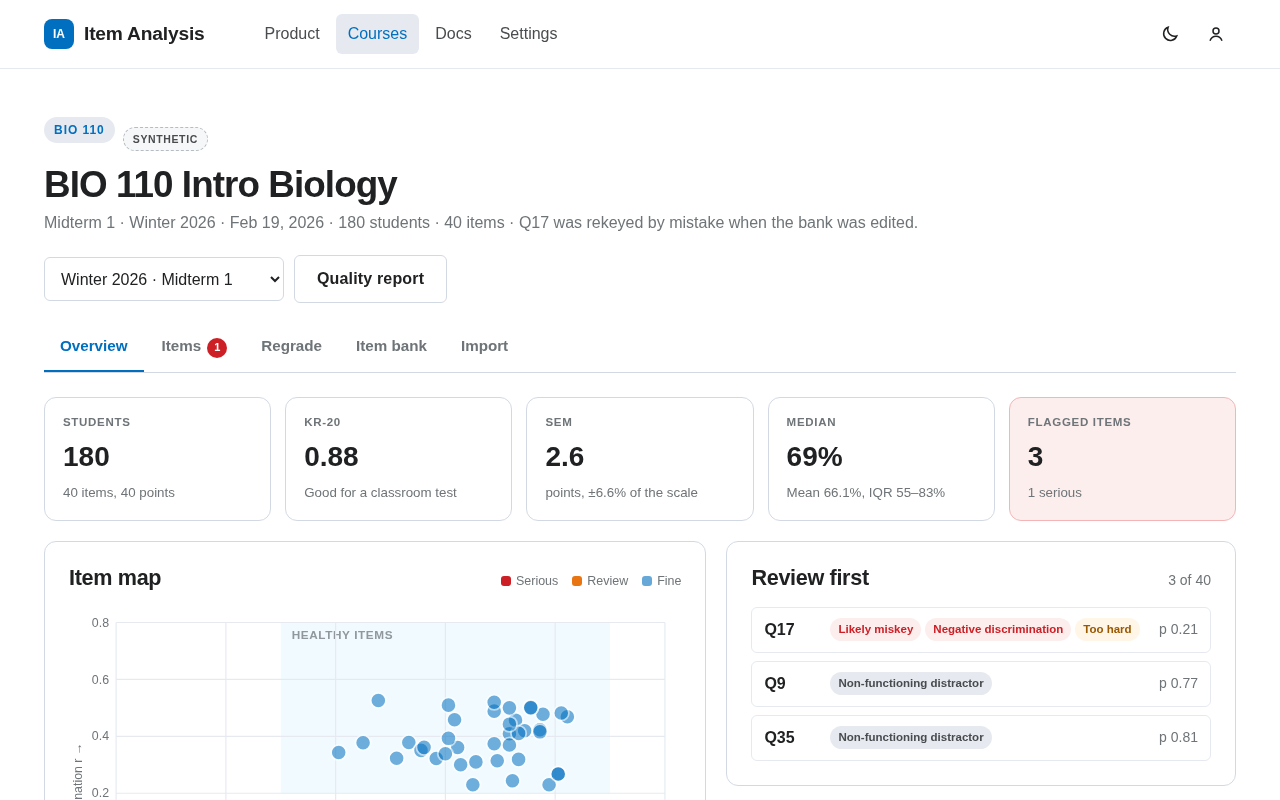 IA Item Analysis Product Courses Docs Settings
BIO 110 SYNTHETIC
BIO 110 Intro Biology
Midterm 1 · Winter 2026 · Feb 19, 2026 · 180 students · 40 items · Q17 was rekeyed by mistake when the bank was edited.
Winter 2026 · Midterm 1 Quality report
Overview Items 1 Regrade Item bank Import
STUDENTS
180
40 items, 40 points
KR-20
0.88
Good for a classroom test
SEM
2.6
points, ±6.6% of the scale
MEDIAN
69%
Mean 66.1%, IQR 55–83%
FLAGGED ITEMS
3
1 serious
Item map
Serious Review Fine
HEALTHY ITEMS
0.8
0.6
0.4
0.2
nation r →
Review first 3 of 40
Q17 Likely miskey Negative discrimination Too hard p 0.21
Q9 Non-functioning distractor p 0.77
Q35 Non-functioning distractor p 0.81